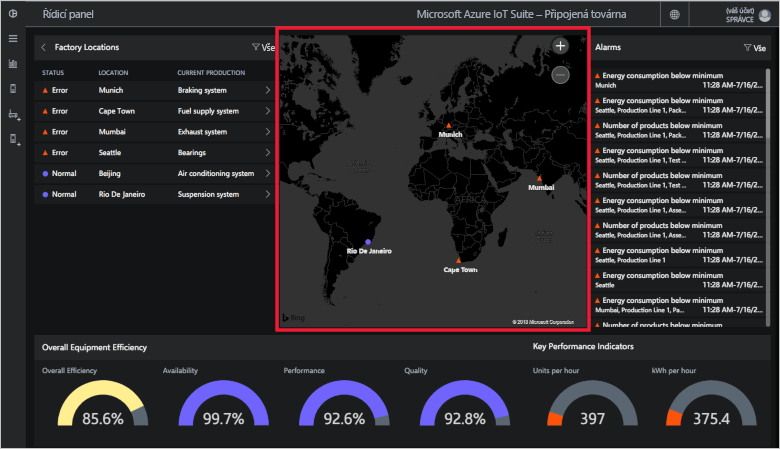 Řídicí panel
Microsoft Azure IoT Suite – Připojená továrna
(váš účet)
SPRÁVCE
Factory Locations
Vše
STATUS LOCATION CURRENT PRODUCTION
Error Munich Braking system
Error Cape Town Fuel supply system
Error Mumbai Exhaust system
Error Seattle Bearings
Normal Beijing Air conditioning system
Normal Rio De Janeiro Suspension system
Munich
AFRICA
Mumbai
Rio De Janeiro
Cape Town
Bing
© 2018 Microsoft Corporation
Alarms
Vše
Energy consumption below minimum
Munich 11:28 AM-7/16/2...
Energy consumption below minimum
Seattle, Production Line 1, Pack... 11:28 AM-7/16/2...
Number of products below minimum
Seattle, Production Line 1, Pack... 11:28 AM-7/16/2...
Energy consumption below minimum
Seattle, Production Line 1, Test ... 11:28 AM-7/16/2...
Number of products below minimum
Seattle, Production Line 1, Test ... 11:28 AM-7/16/2...
Energy consumption below minimum
Seattle, Production Line 1, Asse... 11:28 AM-7/16/2...
Number of products below minimum
Seattle, Production Line 1, Asse... 11:28 AM-7/16/2...
Energy consumption below minimum
Seattle, Production Line 1 11:28 AM-7/16/2...
Energy consumption below minimum
Seattle 11:28 AM-7/16/2...
Energy consumption below minimum
Mumbai, Production Line 1, Pa... 11:28 AM-7/16/2...
Number of products below minimum
Overall Equipment Efficiency
Key Performance Indicators
Overall Efficiency Availability Performance Quality Units per hour kWh per hour
85.6% 99.7% 92.6% 92.8% 397 375.4